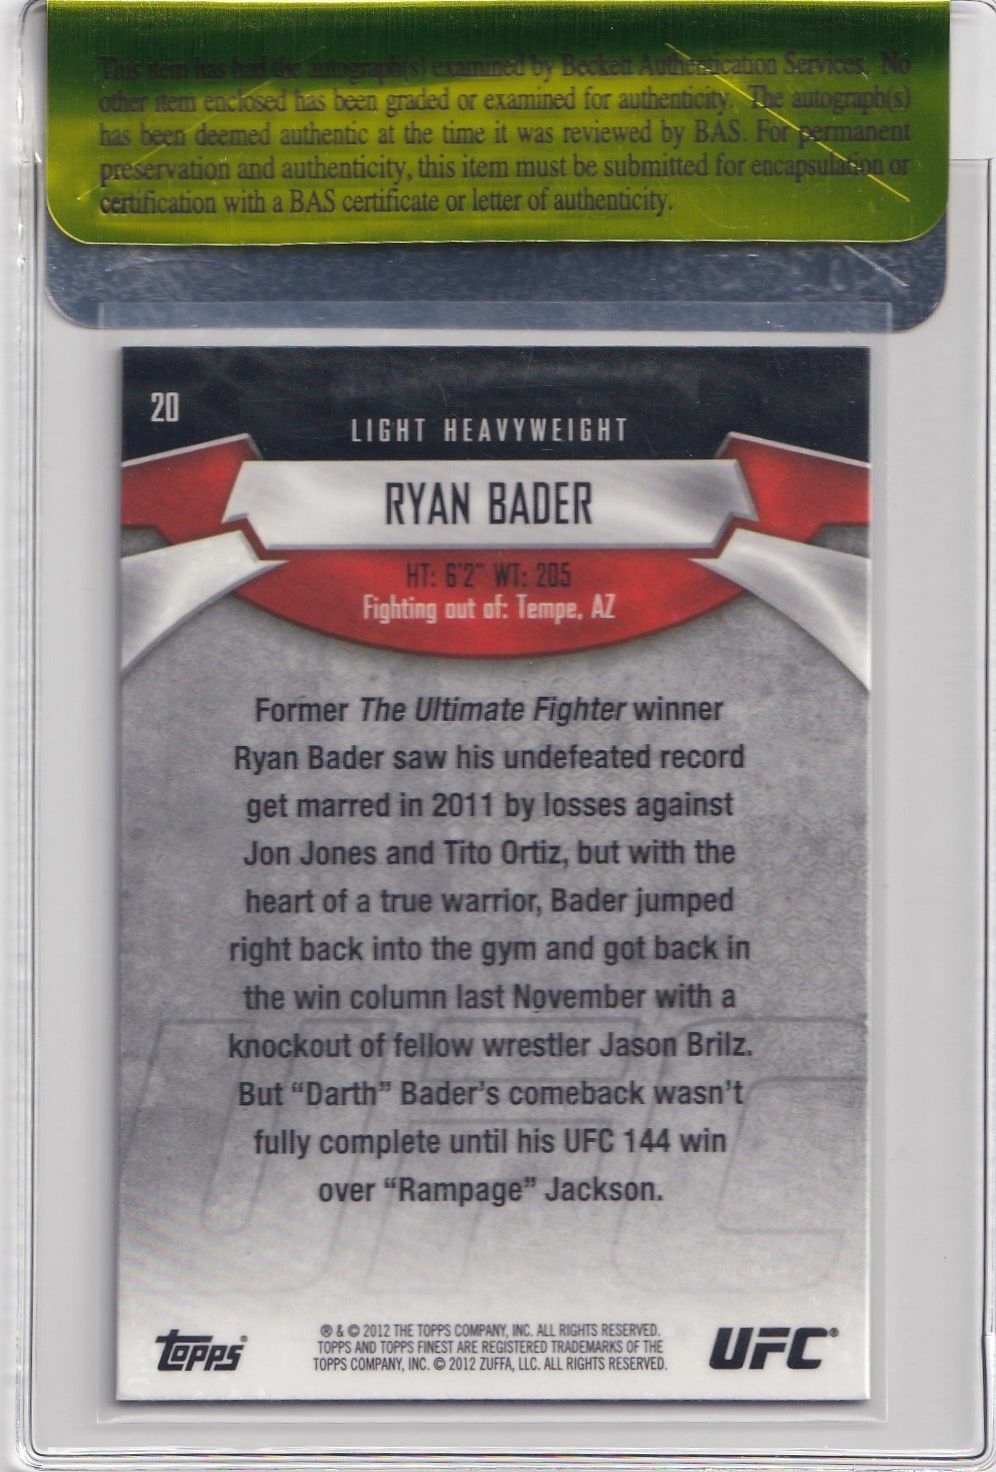 This item has had the autograph(s) examined by Beckett Authentication Services. No
other item enclosed has been graded or examined for authenticity. The autograph(s)
has been deemed authentic at the time it was reviewed by BAS. For permanent
preservation and authenticity, this item must be submitted for encapsulation or
certification with a BAS certificate or letter of authenticity.
20
LIGHT HEAVYWEIGHT
RYAN BADER
HT: 6'2" WT: 205
Fighting out of: Tempe, AZ
Former The Ultimate Fighter winner
Ryan Bader saw his undefeated record
get marred in 2011 by losses against
Jon Jones and Tito Ortiz, but with the
heart of a true warrior, Bader jumped
right back into the gym and got back in
the win column last November with a
knockout of fellow wrestler Jason Brilz.
But “Darth” Bader’s comeback wasn’t
fully complete until his UFC 144 win
over “Rampage” Jackson.
UFC
topps
® & © 2012 THE TOPPS COMPANY, INC. ALL RIGHTS RESERVED.
TOPPS AND TOPPS FINEST ARE REGISTERED TRADEMARKS OF THE
TOPPS COMPANY, INC. © 2012 ZUFFA, LLC. ALL RIGHTS RESERVED.
UFC®